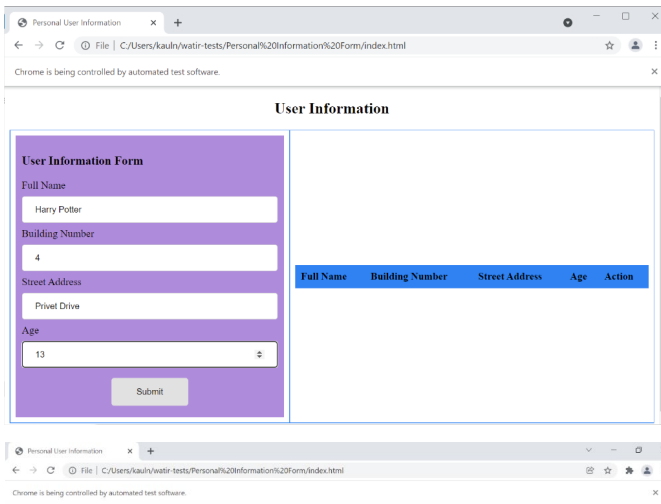 Personal User Information
File | C:/Users/kauln/watir-tests/Personal%20Information%20Form/index.html
Chrome is being controlled by automated test software.
User Information
User Information Form
Full Name
Harry Potter
Building Number
4
Street Address
Privet Drive
Age
13
Submit
Full Name Building Number Street Address Age Action
Personal User Information
File | C:/Users/kauln/watir-tests/Personal%20Information%20Form/index.html
Chrome is being controlled by automated test software.